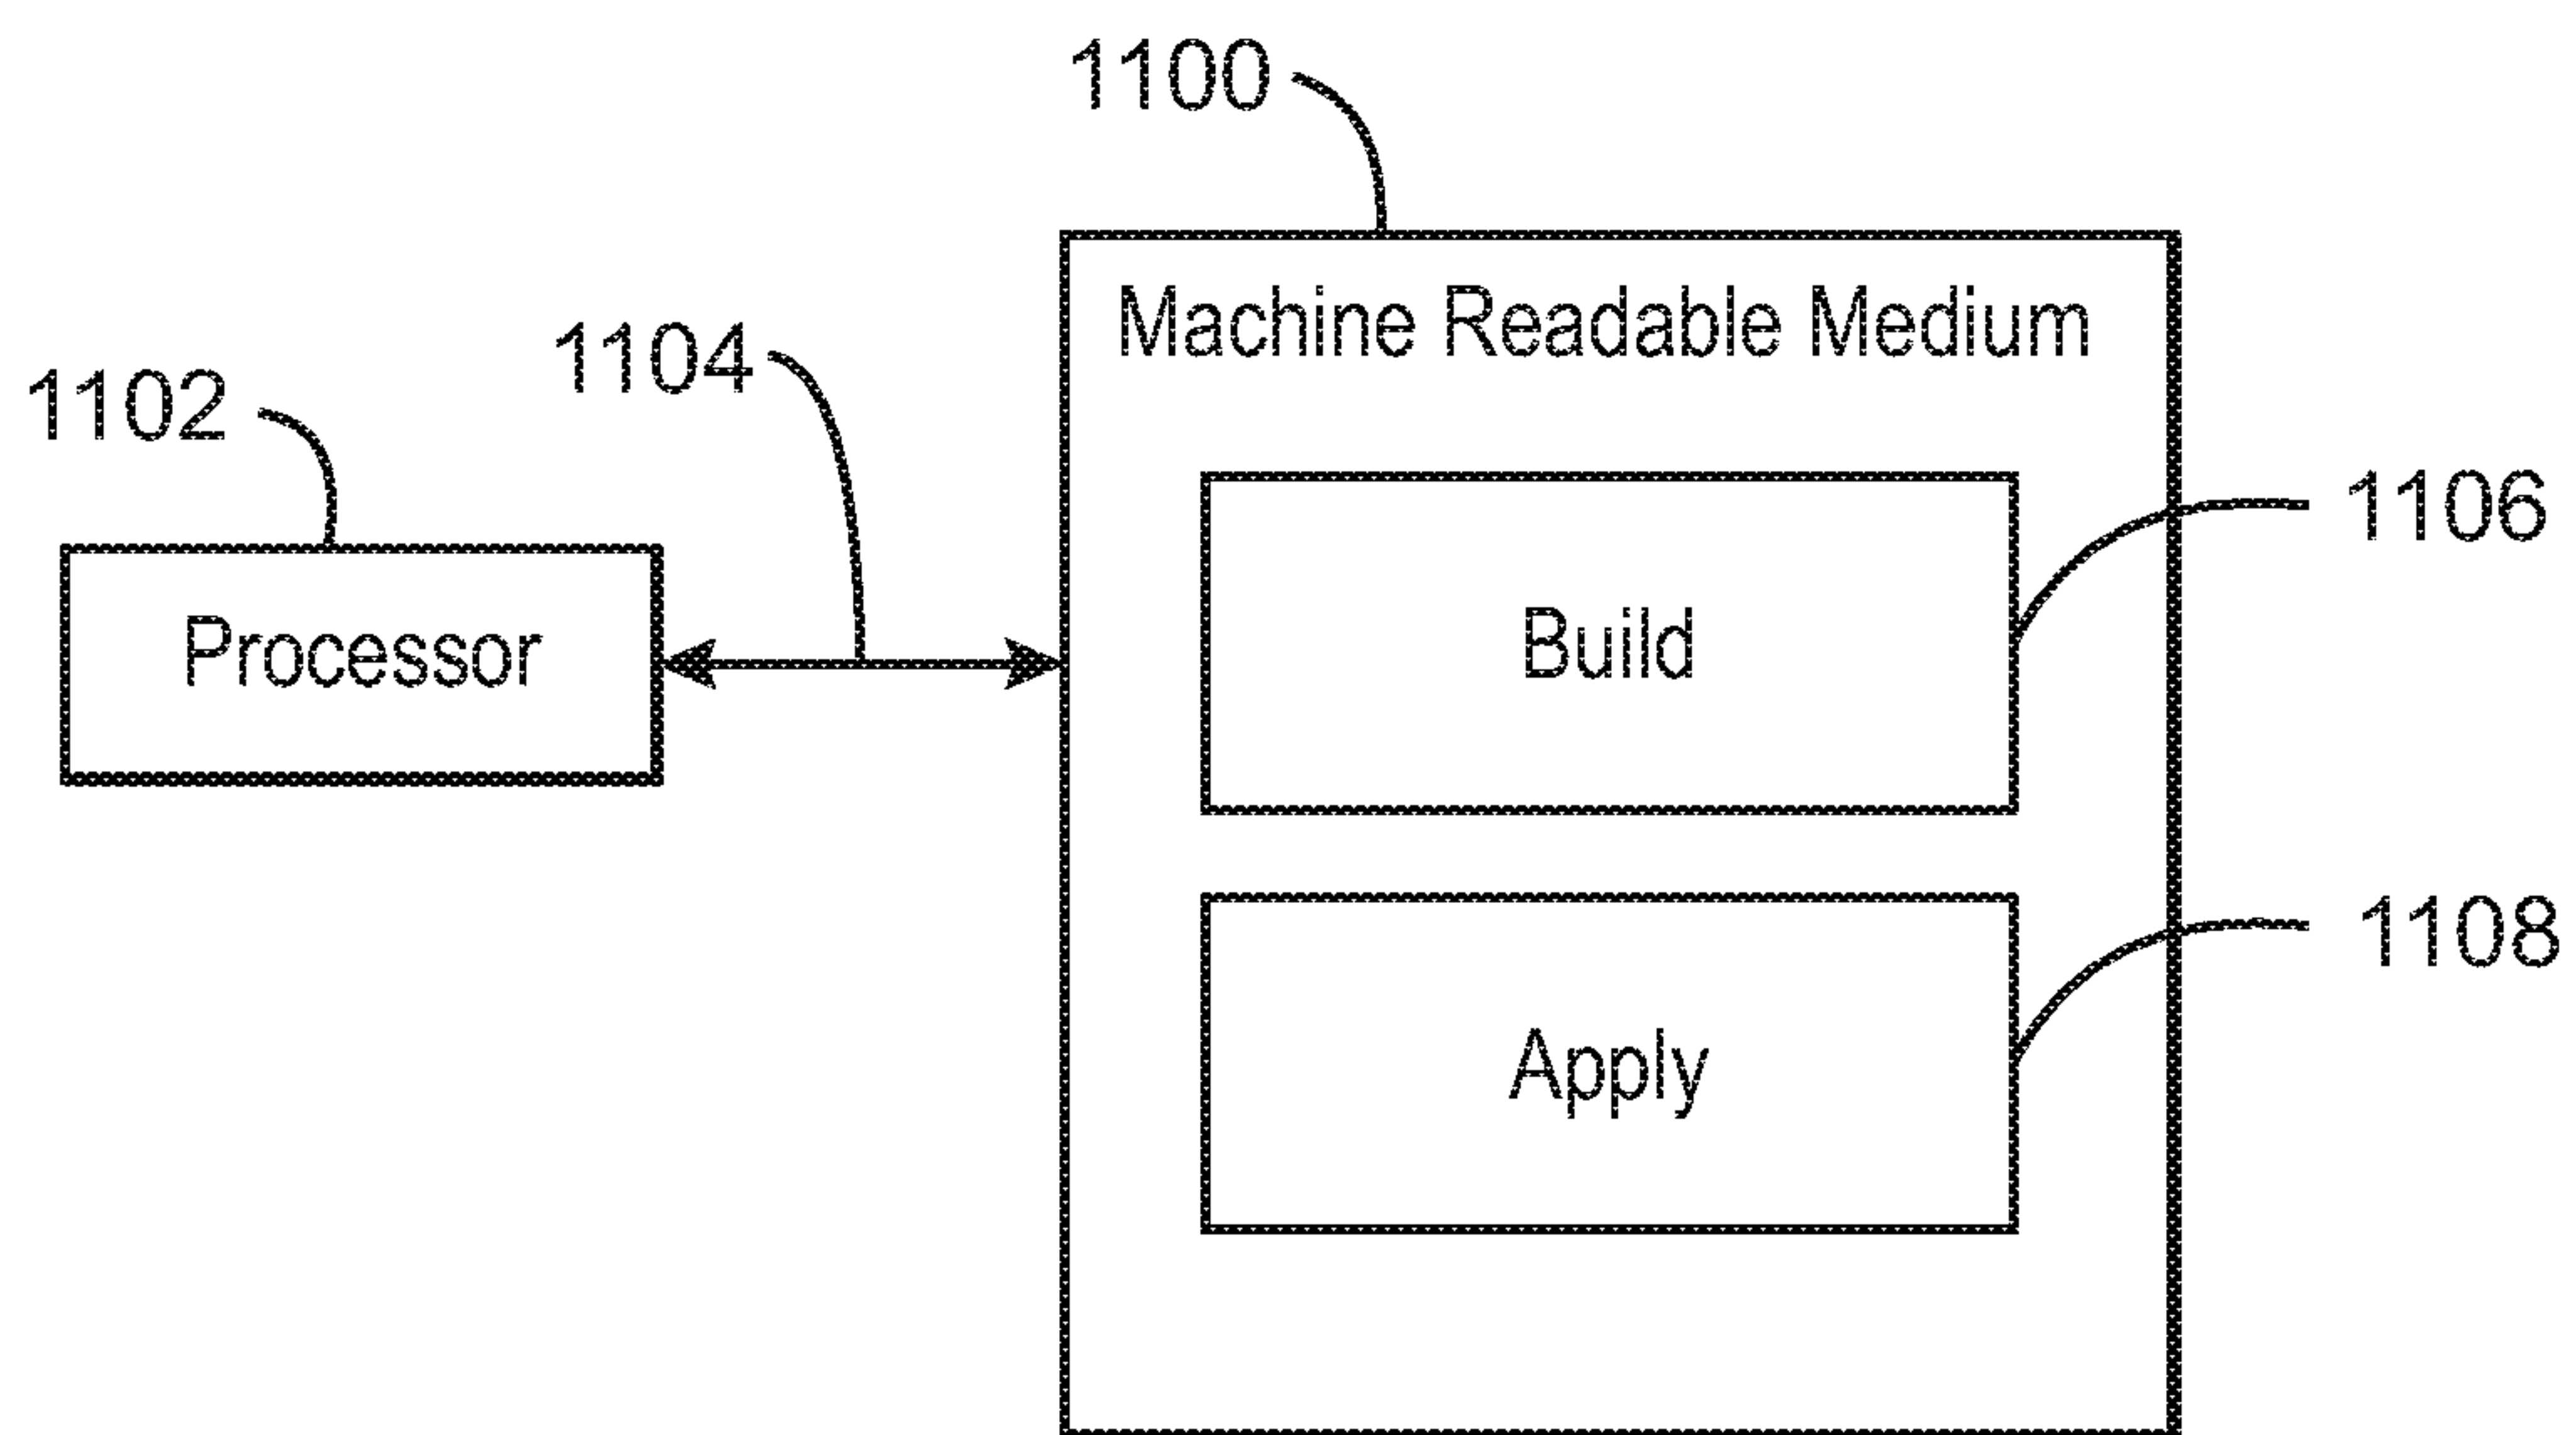 1100
Machine Readable Medium
1104
1102
1106
Build
Processor
1108
Apply